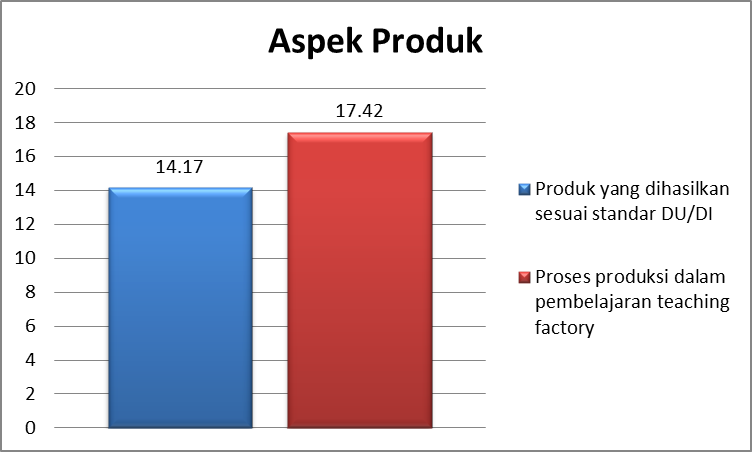 Aspek Produk
20
18
16
14
12
10
8
6
4
2
0
14.17
17.42
Produk yang dihasilkan
sesuai standar DU/DI
Proses produksi dalam
pembelajaran teaching
factory